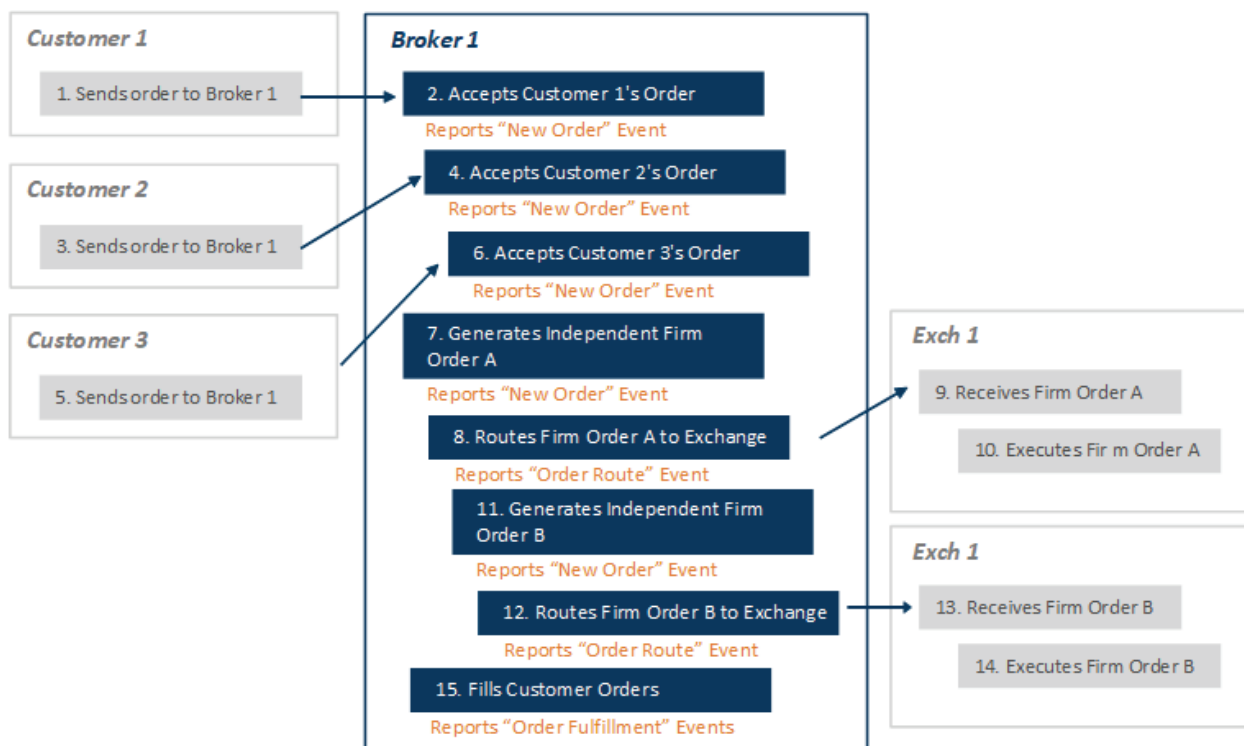 Customer 1
1. Sends order to Broker 1
Customer 2
3. Sends order to Broker 1
Customer 3
5. Sends order to Broker 1
Broker 1
2. Accepts Customer 1's Order
Reports “New Order” Event
4. Accepts Customer 2's Order
Reports “New Order” Event
6. Accepts Customer 3's Order
Reports “New Order” Event
7. Generates Independent Firm
Order A
Reports “New Order” Event
8. Routes Firm Order A to Exchange
Reports “Order Route” Event
11. Generates Independent Firm
Order B
Reports “New Order” Event
12. Routes Firm Order B to Exchange
Reports “Order Route” Event
15. Fills Customer Orders
Reports “Order Fulfillment” Events
Exch 1
9. Receives Firm Order A
10. Executes Fir m Order A
Exch 1
13. Receives Firm Order B
14. Executes Firm Order B